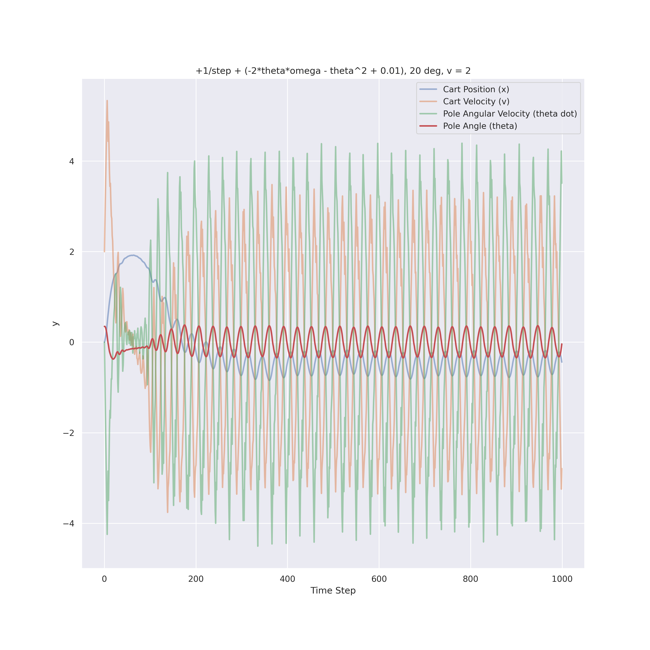 +1/step + (-2*theta*omega - theta^2 + 0.01), 20 deg, v = 2
Cart Position (x)
Cart Velocity (v)
Pole Angular Velocity (theta dot)
Pole Angle (theta)
4
2
0
−2
−4
y
0 200 400 600 800 1000
Time Step